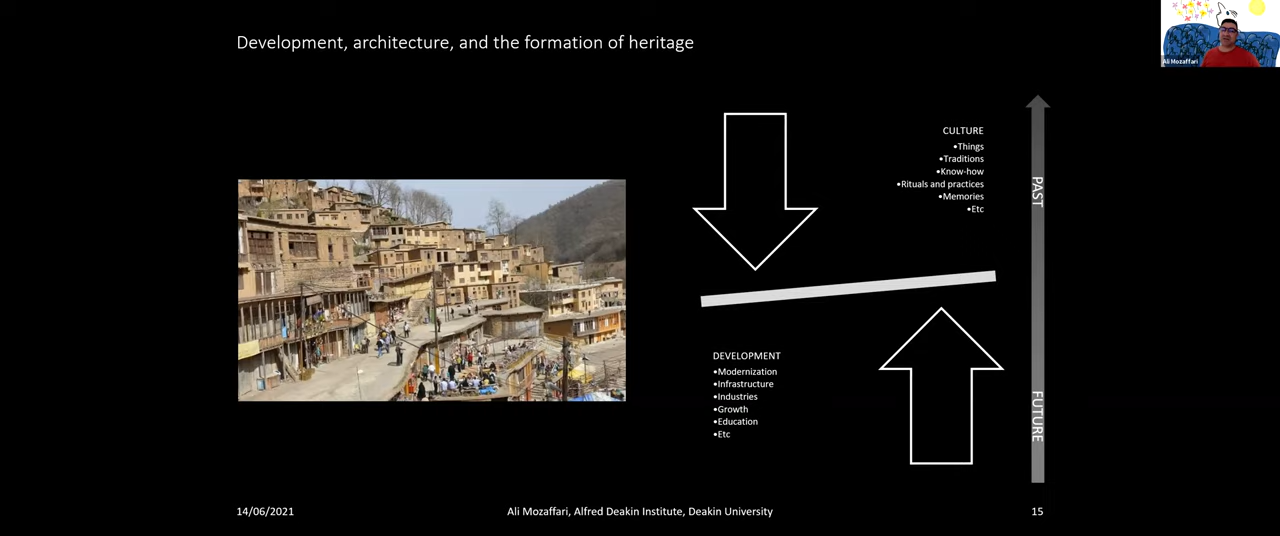 Development, architecture, and the formation of heritage
Ali Mozaffari
CULTURE
•Things
•Traditions
•Know-how
•Rituals and practices
•Memories
•Etc
PAST
DEVELOPMENT
•Modernization
•Infrastructure
•Industries
•Growth
•Education
•Etc
FUTURE
14/06/2021
Ali Mozaffari, Alfred Deakin Institute, Deakin University
15